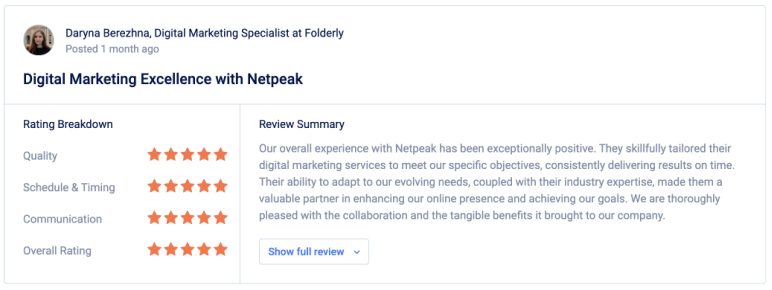 Daryna Berezhna, Digital Marketing Specialist at Folderly
Posted 1 month ago
Digital Marketing Excellence with Netpeak
Rating Breakdown
Quality
Schedule & Timing
Communication
Overall Rating
Review Summary
Our overall experience with Netpeak has been exceptionally positive. They skillfully tailored their
digital marketing services to meet our specific objectives, consistently delivering results on time.
Their ability to adapt to our evolving needs, coupled with their industry expertise, made them a
valuable partner in enhancing our online presence and achieving our goals. We are thoroughly
pleased with the collaboration and the tangible benefits it brought to our company.
Show full review